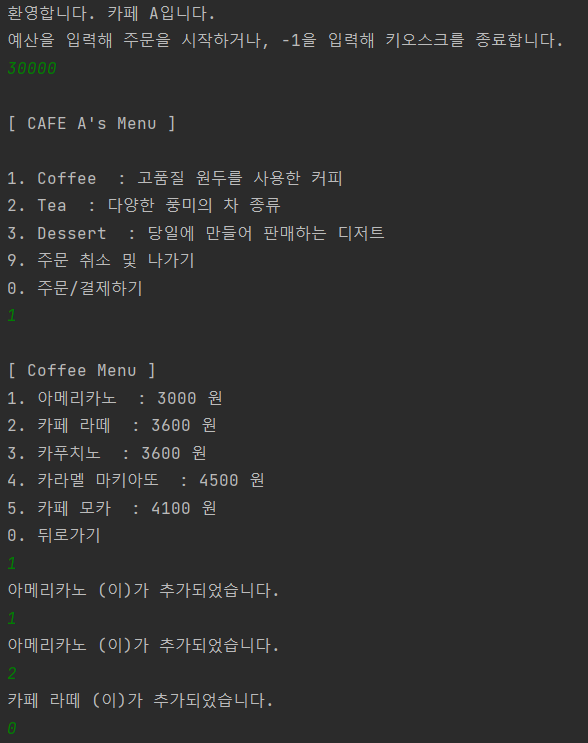 환영합니다. 카페 A입니다.
예산을 입력해 주문을 시작하거나, -1을 입력해 키오스크를 종료합니다.
30000
[ CAFE A's Menu ]
1. Coffee  : 고품질 원두를 사용한 커피
2. Tea  : 다양한 풍미의 차 종류
3. Dessert  : 당일에 만들어 판매하는 디저트
9. 주문 취소 및 나가기
0. 주문/결제하기
1
[ Coffee Menu ]
1. 아메리카노  : 3000 원
2. 카페 라떼  : 3600 원
3. 카푸치노  : 3600 원
4. 카라멜 마키아또  : 4500 원
5. 카페 모카  : 4100 원
0. 뒤로가기
1
아메리카노 (이)가 추가되었습니다.
1
아메리카노 (이)가 추가되었습니다.
2
카페 라떼 (이)가 추가되었습니다.
0